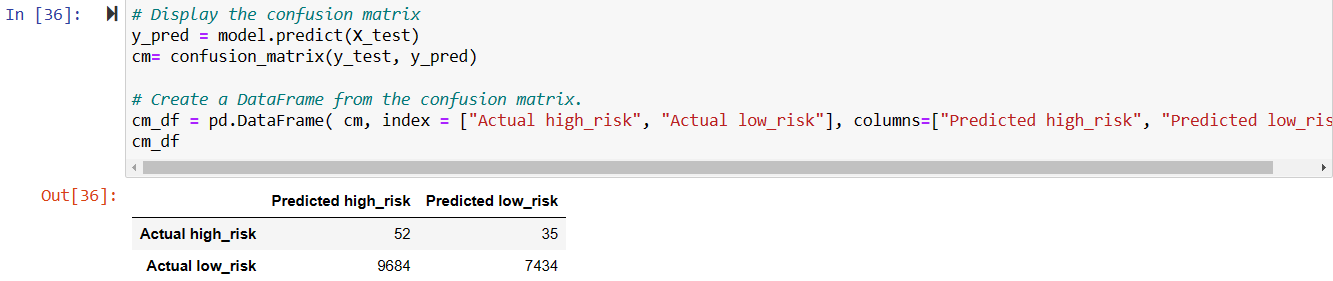 In [36]:
# Display the confusion matrix
y_pred = model.predict(X_test)
cm= confusion_matrix(y_test, y_pred)
# Create a DataFrame from the confusion matrix.
cm_df = pd.DataFrame( cm, index = ["Actual high_risk", "Actual low_risk"], columns=["Predicted high_risk", "Predicted low_ris
cm_df
Out[36]:
Predicted high_risk Predicted low_risk
Actual high_risk 52 35
Actual low_risk 9684 7434